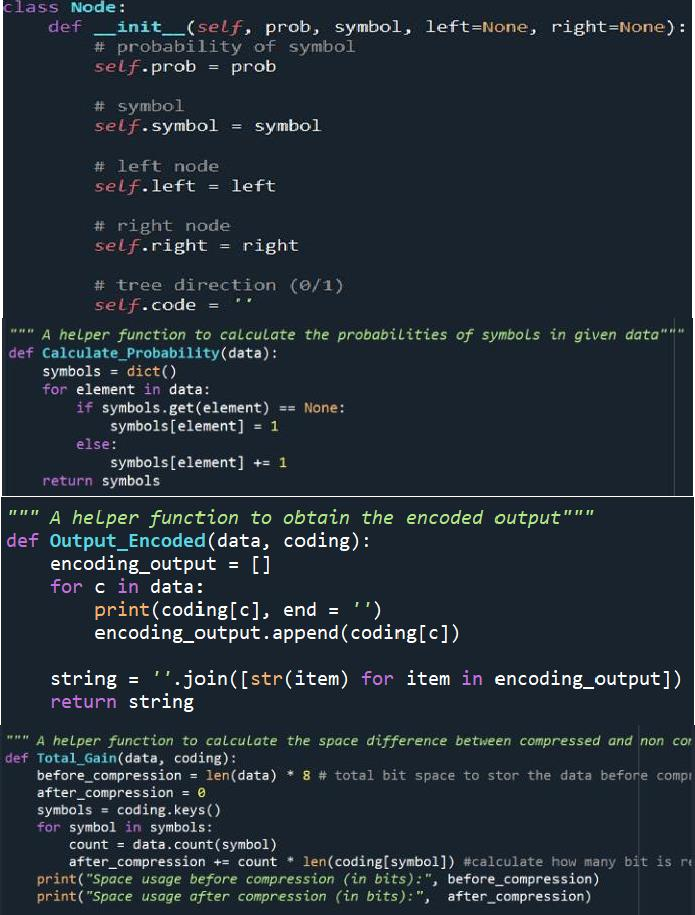 class Node:
    def __init__(self, prob, symbol, left=None, right=None):
        # probability of symbol
        self.prob = prob

        # symbol
        self.symbol = symbol

        # left node
        self.left = left

        # right node
        self.right = right

        # tree direction (0/1)
        self.code = ''
""" A helper function to calculate the probabilities of symbols in given data"""
def Calculate_Probability(data):
    symbols = dict()
    for element in data:
        if symbols.get(element) == None:
            symbols[element] = 1
        else:
            symbols[element] += 1
    return symbols
""" A helper function to obtain the encoded output"""
def Output_Encoded(data, coding):
    encoding_output = []
    for c in data:
        print(coding[c], end = '')
        encoding_output.append(coding[c])

    string = ''.join([str(item) for item in encoding_output])
    return string
""" A helper function to calculate the space difference between compressed and non
def Total_Gain(data, coding):
    before_compression = len(data) * 8 # total bit space to stor the data before
    after_compression = 0
    symbols = coding.keys()
    for symbol in symbols:
        count = data.count(symbol)
        after_compression += count * len(coding[symbol]) #calculate how many bit is
    print("Space usage before compression (in bits):", before_compression)
    print("Space usage after compression (in bits):",  after_compression)